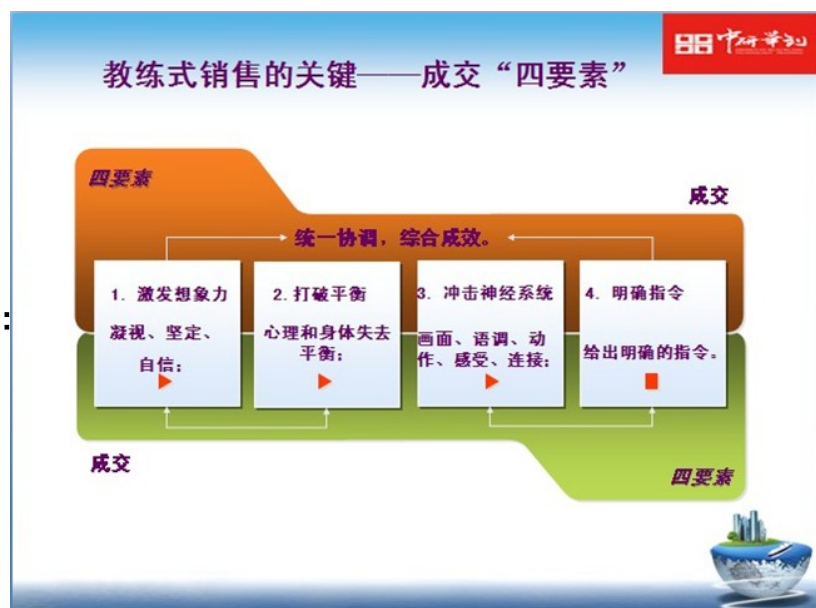 中研华利
教练式销售的关键——成交“四要素”
四要素
成交
统一协调，综合成效。
1. 激发想象力
凝视、坚定、
自信；
2. 打破平衡
心理和身体失去
平衡；
3. 冲击神经系统
画面、语调、动
作、感受、连接；
4. 明确指令
给出明确的指令。
:
成交
四要素